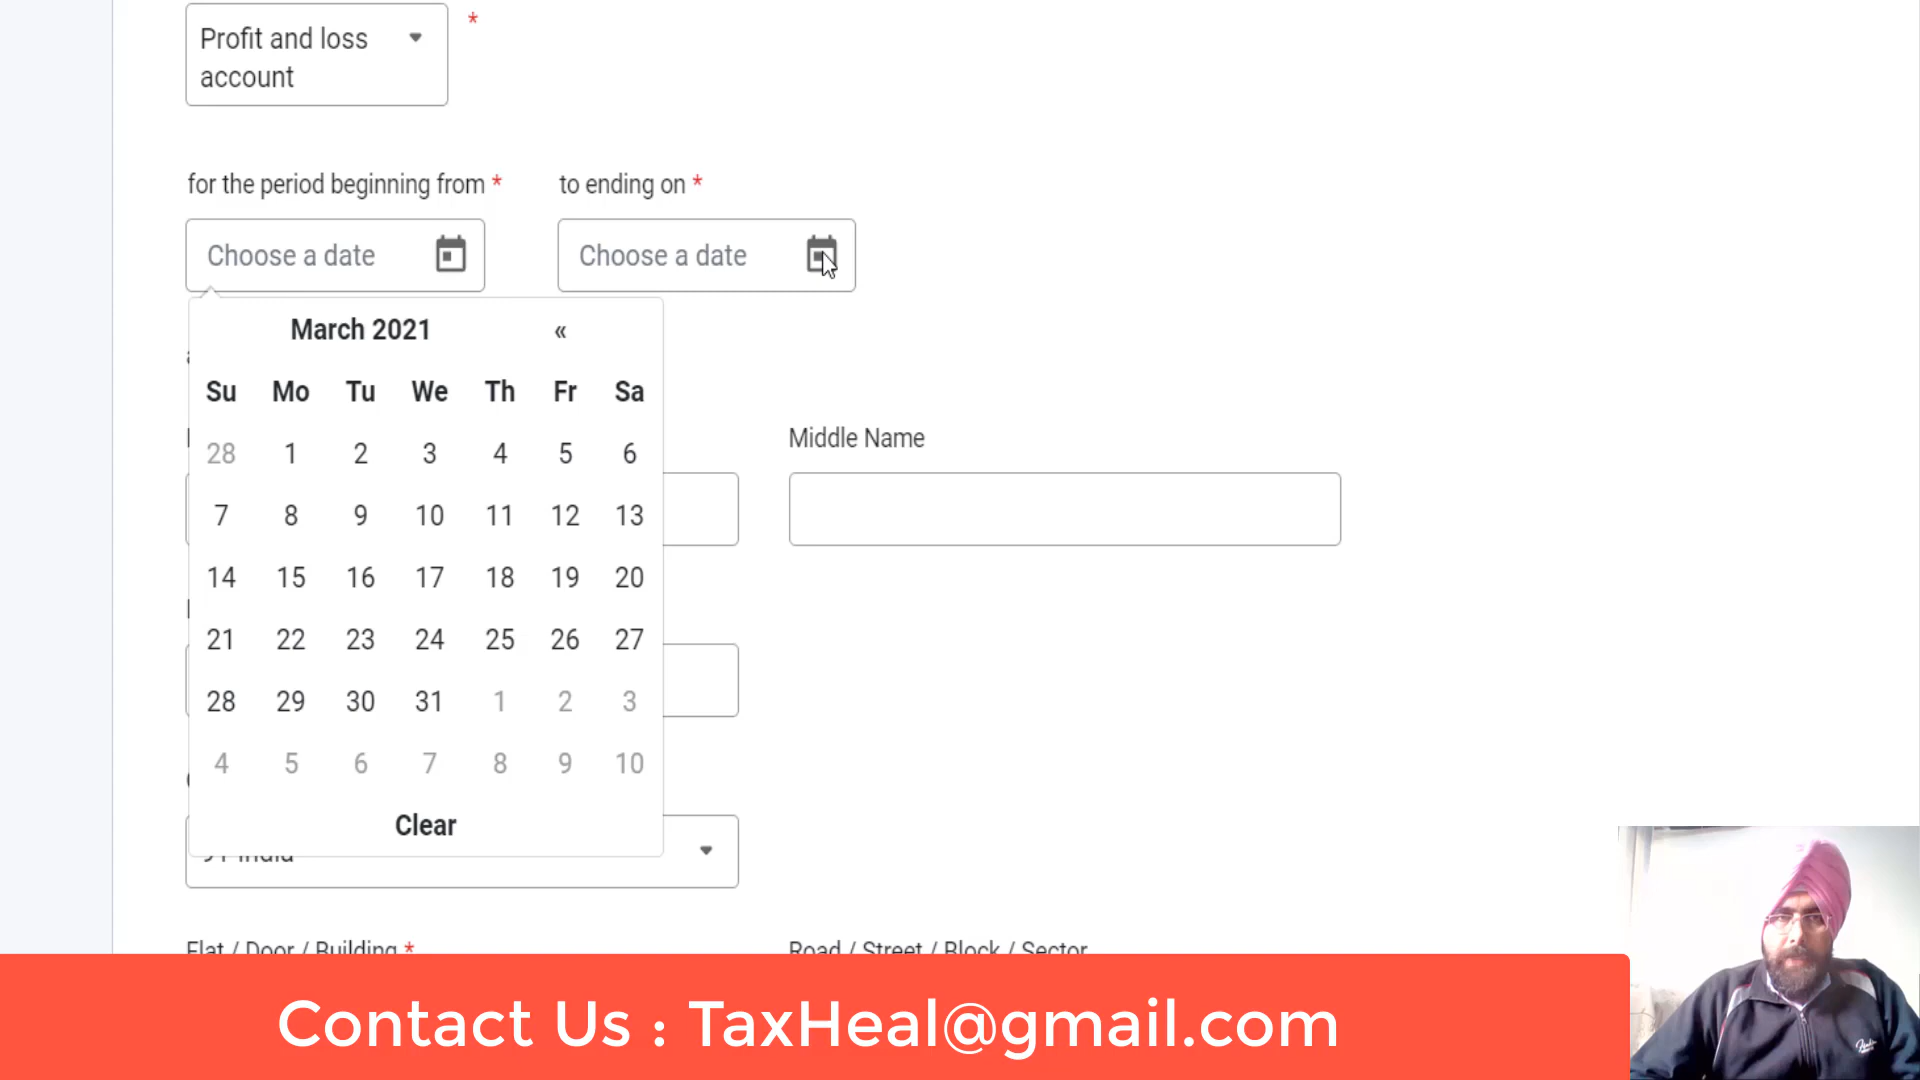 Profit and loss
account
*
for the period beginning from * to ending on *
Choose a date Choose a date
March 2021 «
Su Mo Tu We Th Fr Sa
28 1 2 3 4 5 6
7 8 9 10 11 12 13
14 15 16 17 18 19 20
21 22 23 24 25 26 27
28 29 30 31 1 2 3
4 5 6 7 8 9 10
Clear
Middle Name
91 India
Flat / Door / Building * Road / Street / Block / Sector
Contact Us : TaxHeal@gmail.com